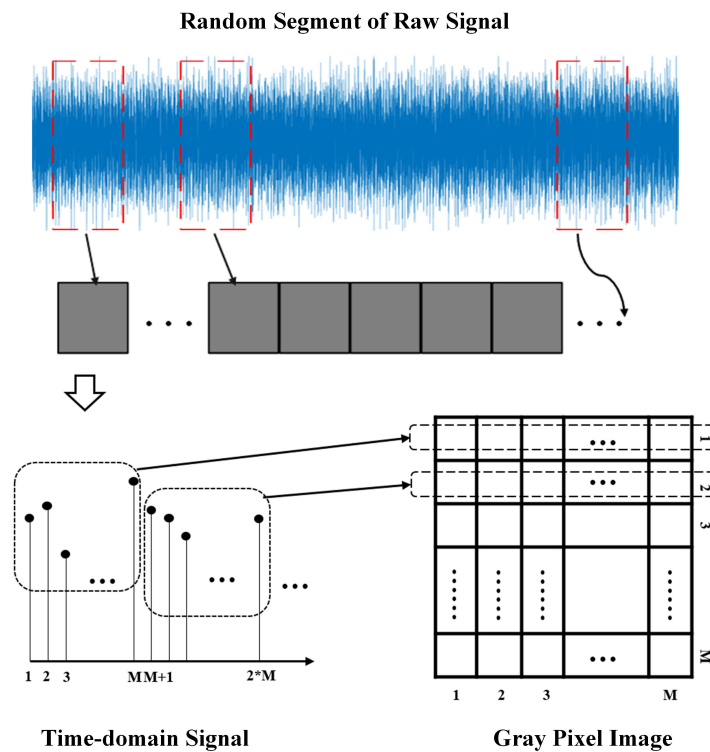 Random Segment of Raw Signal
1
2
3
M
1 2 3 M M+1 2*M
1 2 3 M
Time-domain Signal
Gray Pixel Image